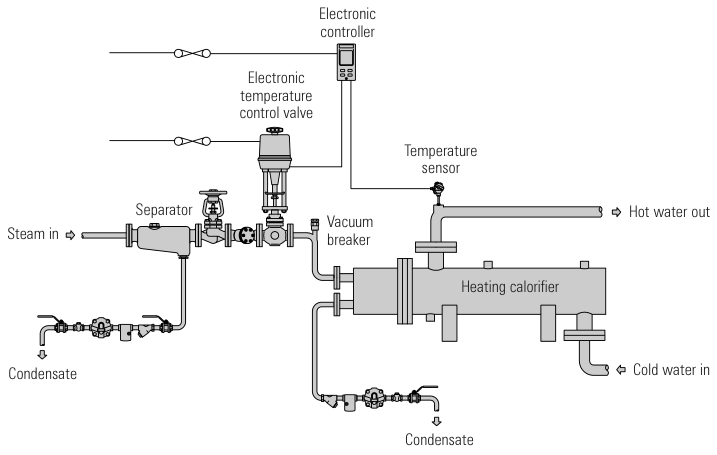 Electronic
controller
Electronic
temperature
control valve
Temperature
sensor
Separator
Hot water out
Vacuum
breaker
Steam in
Heating calorifier
Cold water in
Condensate
Condensate